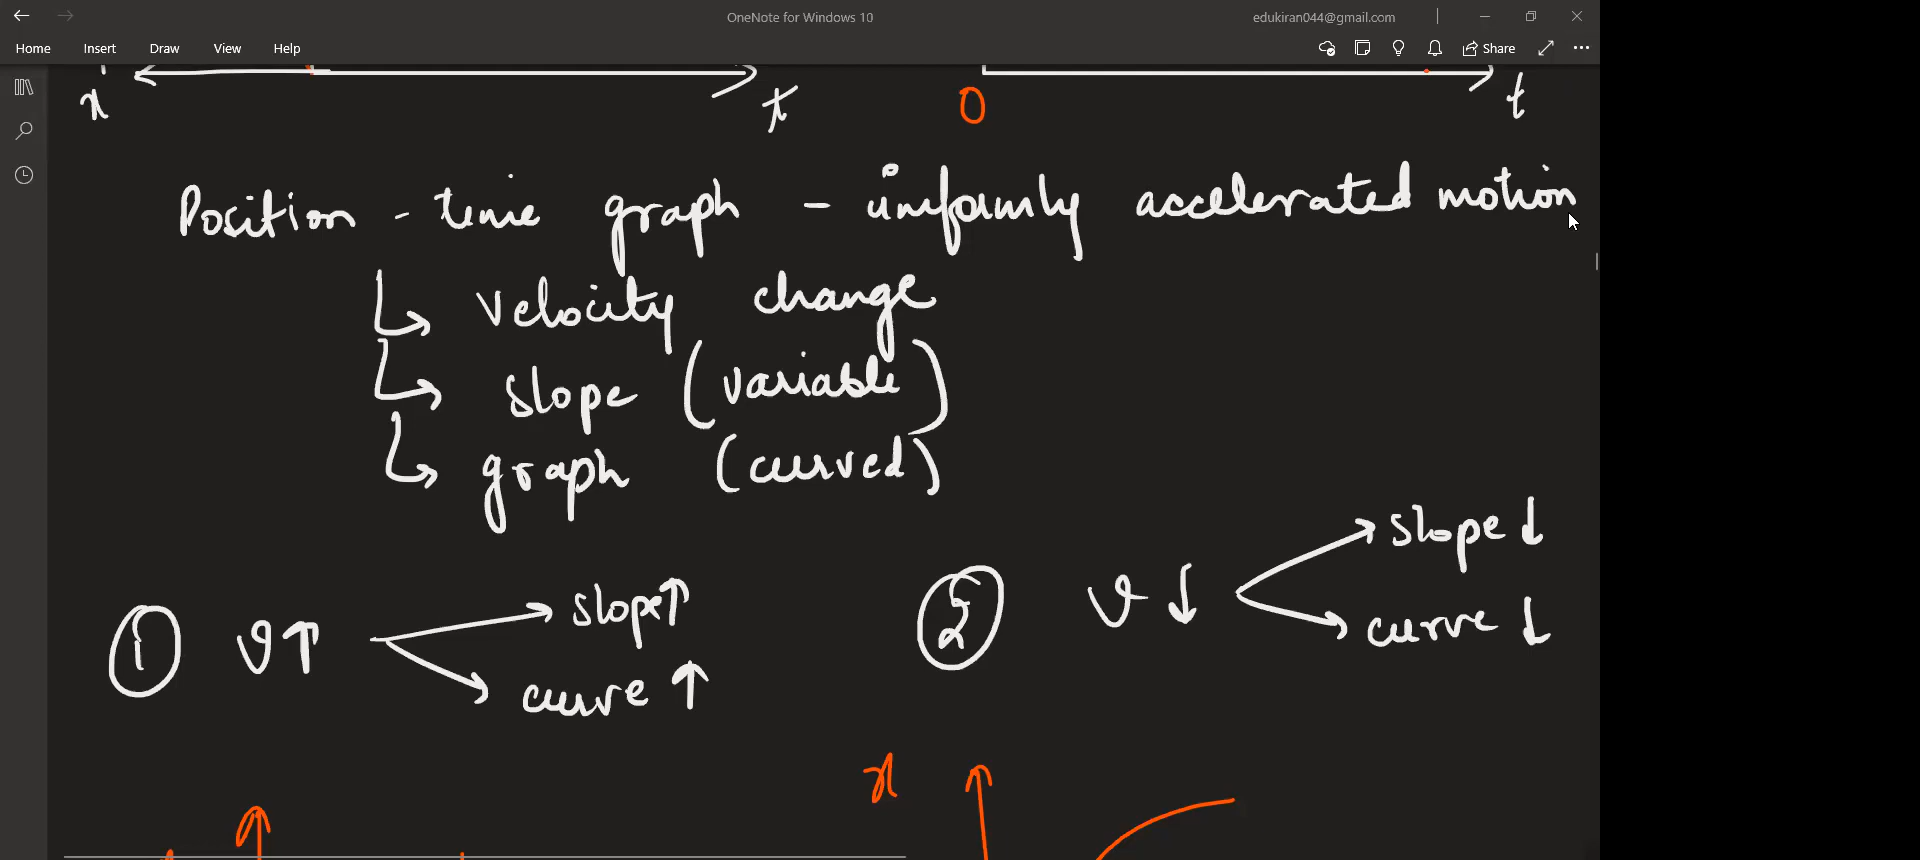 OneNote for Windows 10
edukiran044@gmail.com
Home Insert Draw View Help
Share
x t 0 t
Position - time graph - uniformly accelerated motion
velocity change
slope (variable)
graph (curved)
① v↑ slope↑
curve ↑
② v ↓ slope ↓
curve ↓
x